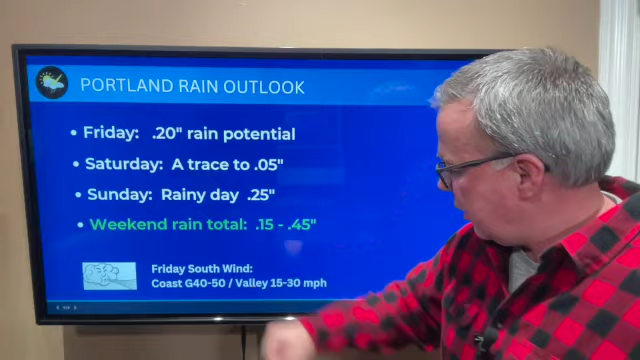 PORTLAND RAIN OUTLOOK
• Friday: .20" rain potential
• Saturday: A trace to .05"
• Sunday: Rainy day .25"
• Weekend rain total: .15 - .45"
Friday South Wind:
Coast G40-50 / Valley 15-30 mph